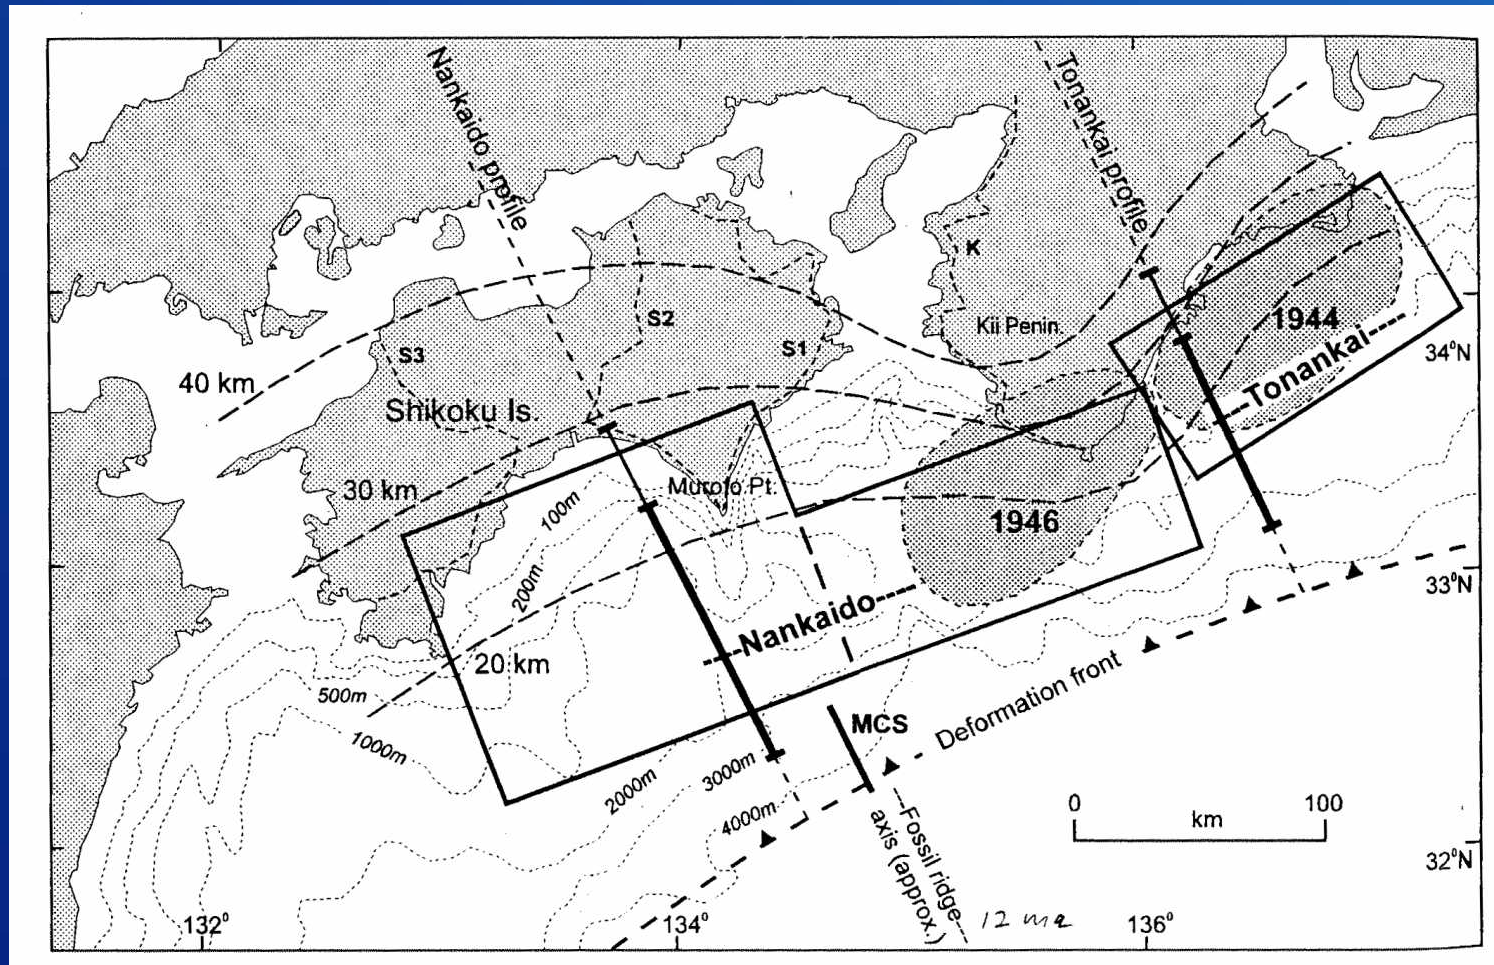 Nankaido profile
Tonankai profile
K
S2
S1
S3
Kii Penin.
1944
Tonankai
34°N
40 km
Shikoku Is.
30 km
Muroto Pt.
100m
1946
200m
33°N
Nankaido
20 km
500m
1000m
MCS
Deformation front
2000m
3000m
4000m
0
100
km
Fossil ridge
axis (approx.)
12 ma
32°N
132°
134°
136°